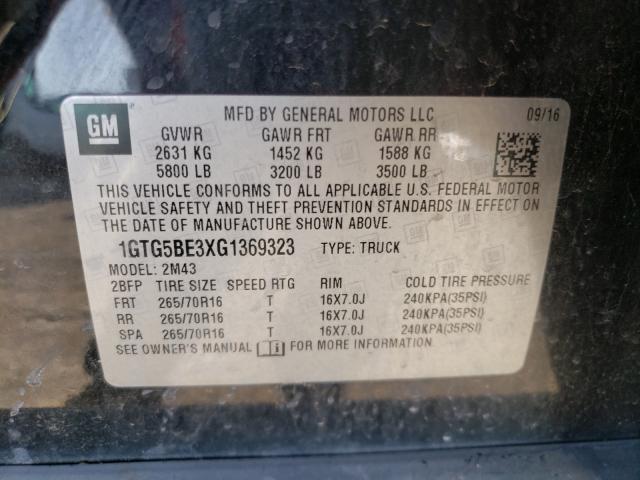 GM
MFD BY GENERAL MOTORS LLC 09/16
GVWR GAWR FRT GAWR RR
2631 KG 1452 KG 1588 KG
5800 LB 3200 LB 3500 LB
THIS VEHICLE CONFORMS TO ALL APPLICABLE U.S. FEDERAL MOTOR
VEHICLE SAFETY AND THEFT PREVENTION STANDARDS IN EFFECT ON
THE DATE OF MANUFACTURE SHOWN ABOVE.
1GTG5BE3XG1369323 TYPE: TRUCK
MODEL: 2M43
2BFP TIRE SIZE SPEED RTG RIM COLD TIRE PRESSURE
FRT 265/70R16 T 16X7.0J 240KPA(35PSI)
RR 265/70R16 T 16X7.0J 240KPA(35PSI)
SPA 265/70R16 T 16X7.0J 240KPA(35PSI)
SEE OWNER'S MANUAL FOR MORE INFORMATION.